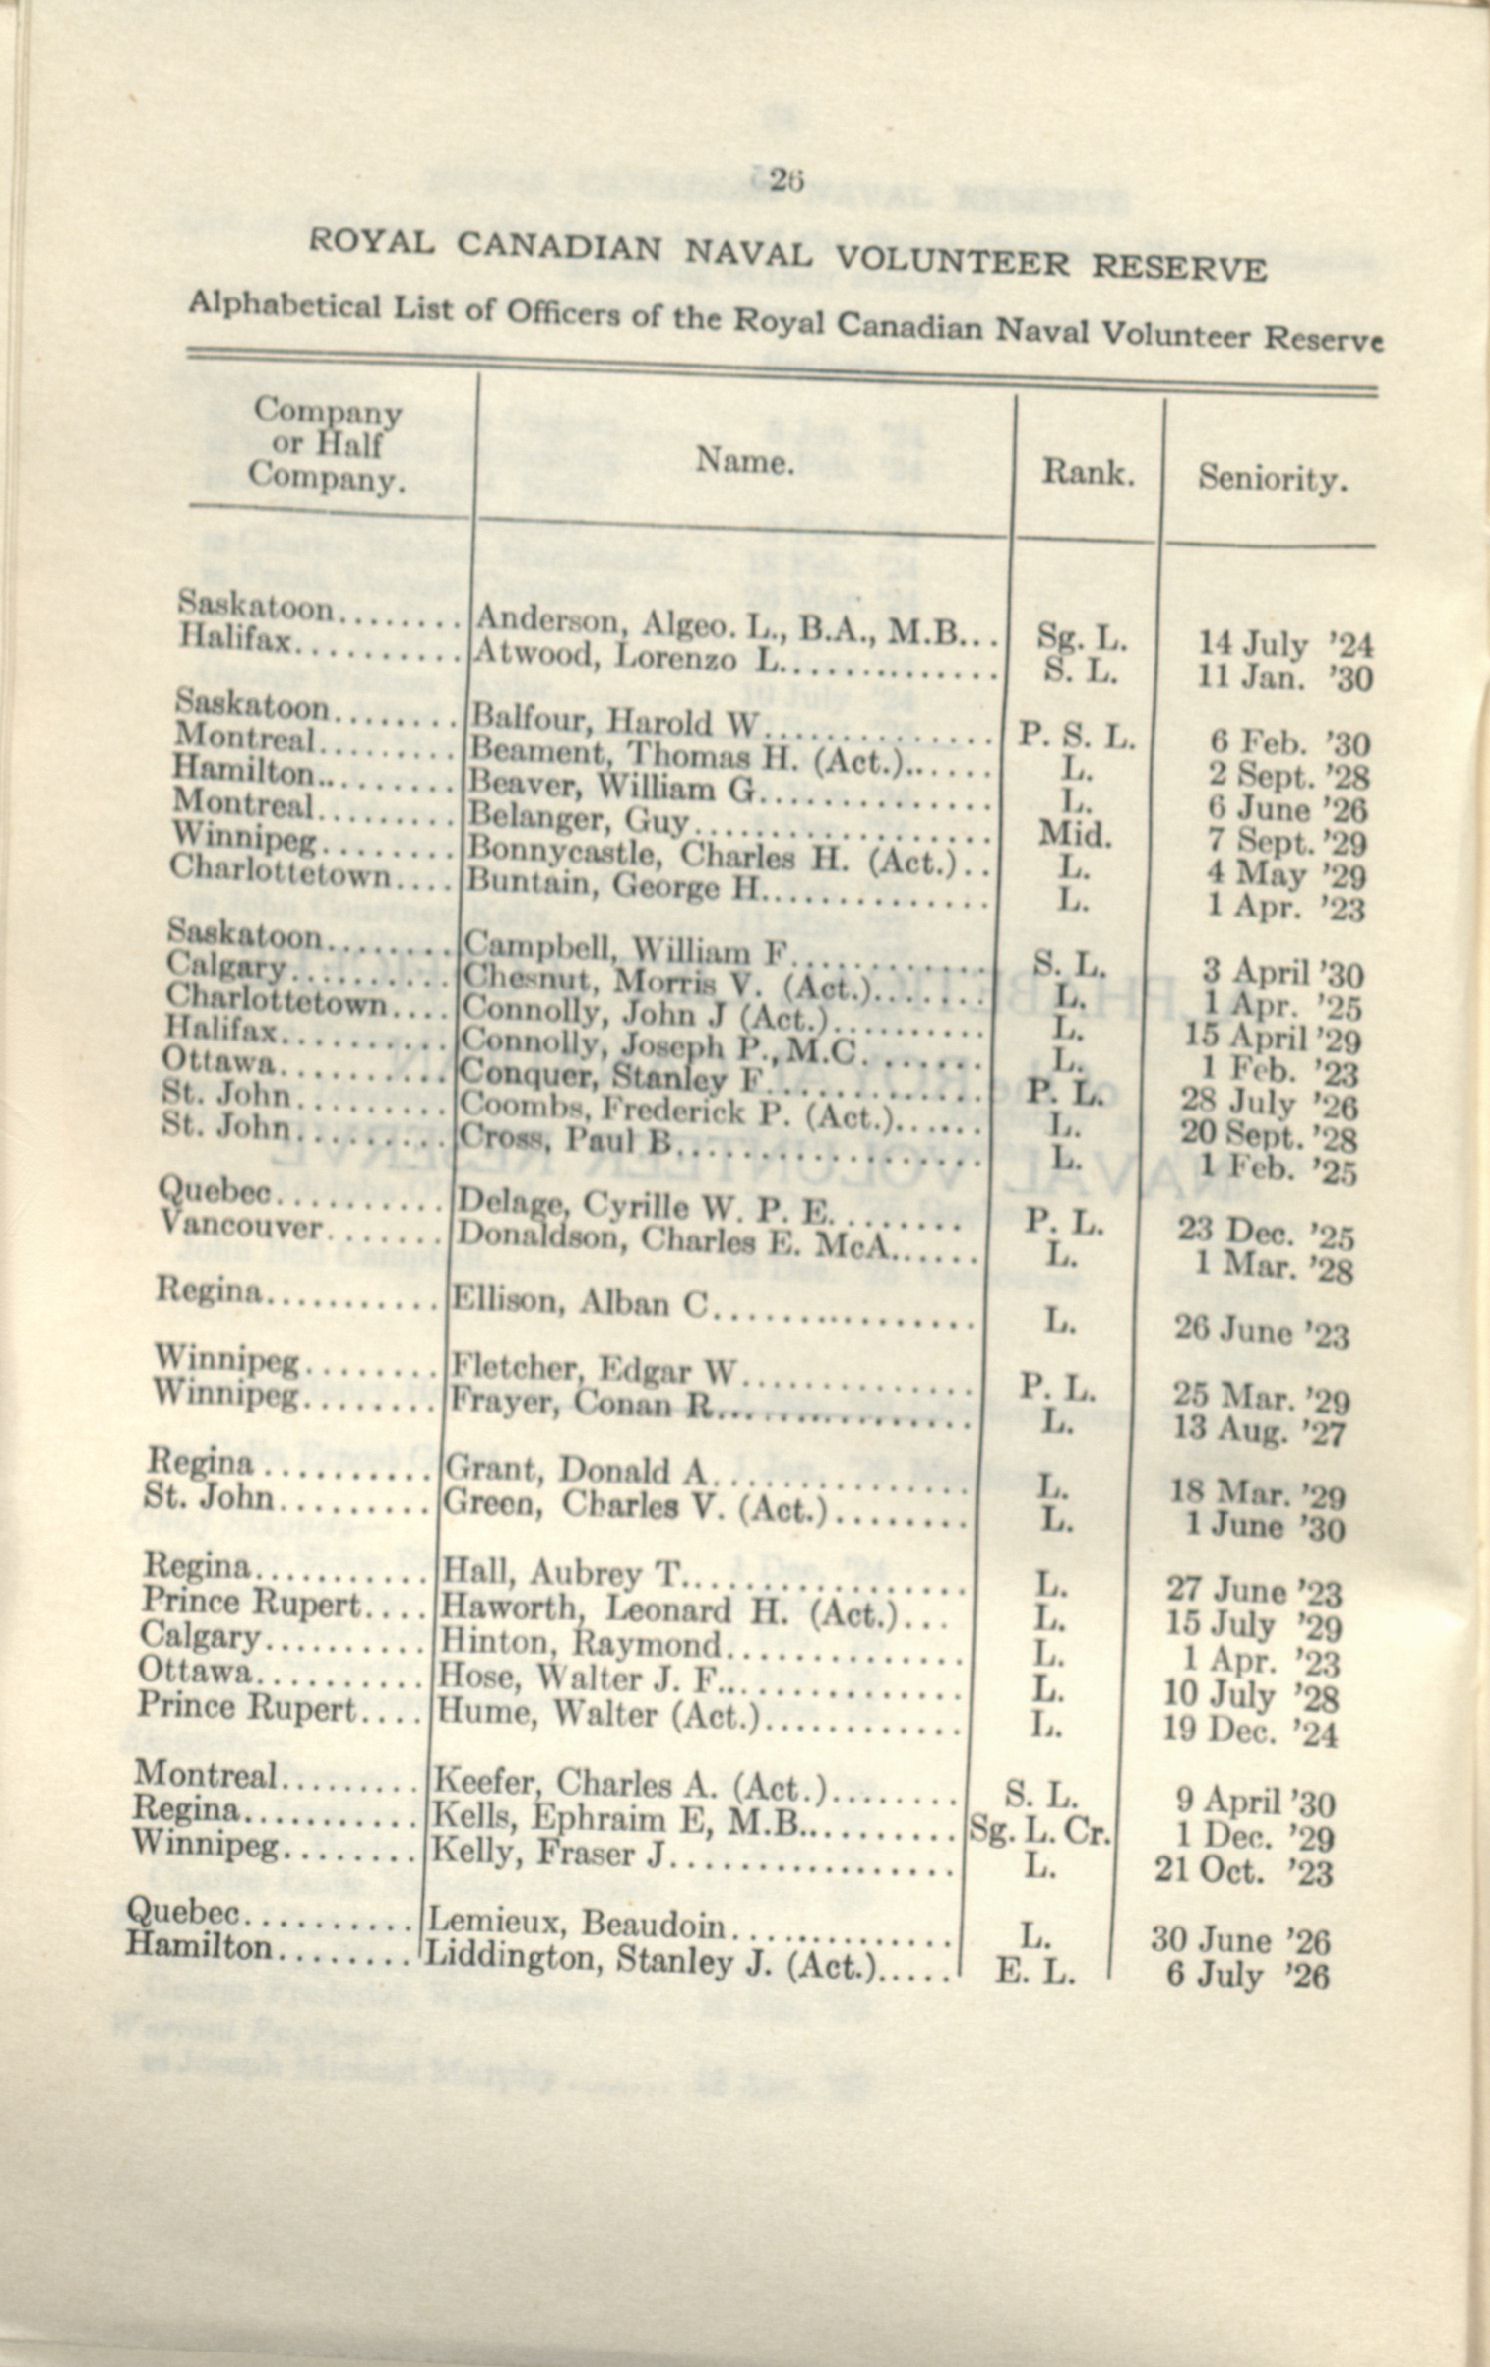 26
ROYAL CANADIAN NAVAL VOLUNTEER RESERVE
Alphabetical List of Officers of the Royal Canadian Naval Volunteer Reserve
Company or Half Company. Name. Rank. Seniority.
Saskatoon........ Anderson, Algeo. L., B.A., M.B... Sg. L. 14 July '24
Halifax.......... Atwood, Lorenzo L.............. S. L. 11 Jan. '30
Saskatoon........ Balfour, Harold W.............. P. S. L. 6 Feb. '30
Montreal......... Beament, Thomas H. (Act.)...... L. 2 Sept. '28
Hamilton......... Beaver, William G.............. L. 6 June '26
Montreal......... Belanger, Guy.................. Mid. 7 Sept. '29
Winnipeg........ Bonnycastle, Charles H. (Act.).. L. 4 May '29
Charlottetown.... Buntain, George H.............. L. 1 Apr. '23
Saskatoon........ Campbell, William F............ S. L. 3 April '30
Calgary.......... Chesnut, Morris V. (Act.)....... L. 1 Apr. '25
Charlottetown.... Connolly, John J (Act.).......... L. 15 April '29
Halifax.......... Connolly, Joseph P., M.C........ L. 1 Feb. '23
Ottawa.......... Conquer, Stanley F............. P. L. 28 July '26
St. John......... Coombs, Frederick P. (Act.)...... L. 20 Sept. '28
St. John......... Cross, Paul B.................. L. 1 Feb. '25
Quebec.......... Delage, Cyrille W. P. E......... P. L. 23 Dec. '25
Vancouver....... Donaldson, Charles E. McA...... L. 1 Mar. '28
Regina........... Ellison, Alban C................ L. 26 June '23
Winnipeg........ Fletcher, Edgar W.............. P. L. 25 Mar. '29
Winnipeg........ Frayer, Conan R................ L. 13 Aug. '27
Regina .......... Grant, Donald A................ L. 18 Mar. '29
St. John......... Green, Charles V. (Act.)........ L. 1 June '30
Regina........... Hall, Aubrey T................. L. 27 June '23
Prince Rupert.... Haworth, Leonard H. (Act.)... L. 15 July '29
Calgary.......... Hinton, Raymond.............. L. 1 Apr. '23
Ottawa.......... Hose, Walter J. F............... L. 10 July '28
Prince Rupert.... Hume, Walter (Act.)............ L. 19 Dec. '24
Montreal......... Keefer, Charles A. (Act.)........ S. L. 9 April '30
Regina........... Kells, Ephraim E, M.B.......... Sg. L. Cr. 1 Dec. '29
Winnipeg........ Kelly, Fraser J................. L. 21 Oct. '23
Quebec.......... Lemieux, Beaudoin.............. L. 30 June '26
Hamilton........ Liddington, Stanley J. (Act.)..... E. L. 6 July '26